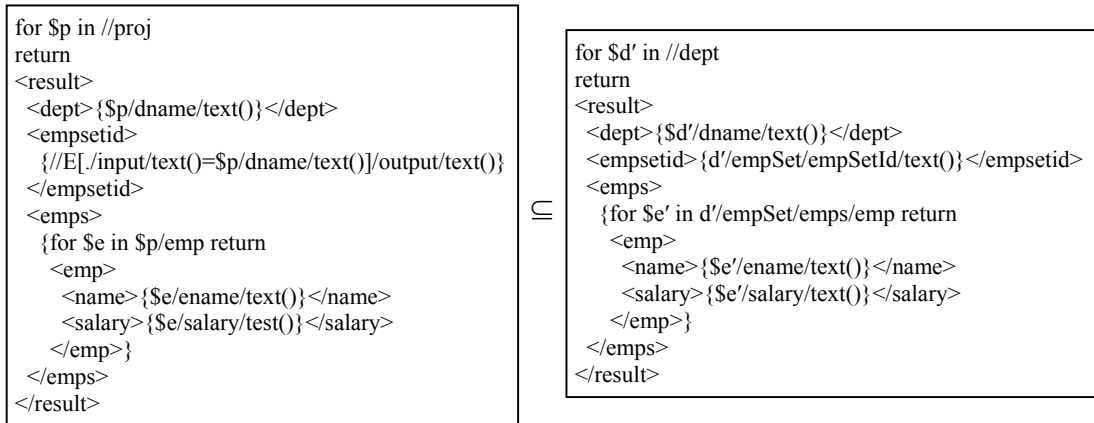 for $p in //proj
return
<result>
<dept>{$p/dname/text()}</dept>
<empsetid>
{//E[./input/text()=$p/dname/text()]/output/text()}
</empsetid>
<emps>
{for $e in $p/emp return
<emp>
<name>{$e/ename/text()}</name>
<salary>{$e/salary/test()}</salary>
</emp>}
</emps>
</result>
⊆
for $d′ in //dept
return
<result>
<dept>{$d′/dname/text()}</dept>
<empsetid>{d′/empSet/empSetId/text()}</empsetid>
<emps>
{for $e′ in d′/empSet/emps/emp return
<emp>
<name>{$e′/ename/text()}</name>
<salary>{$e′/salary/text()}</salary>
</emp>}
</emps>
</result>